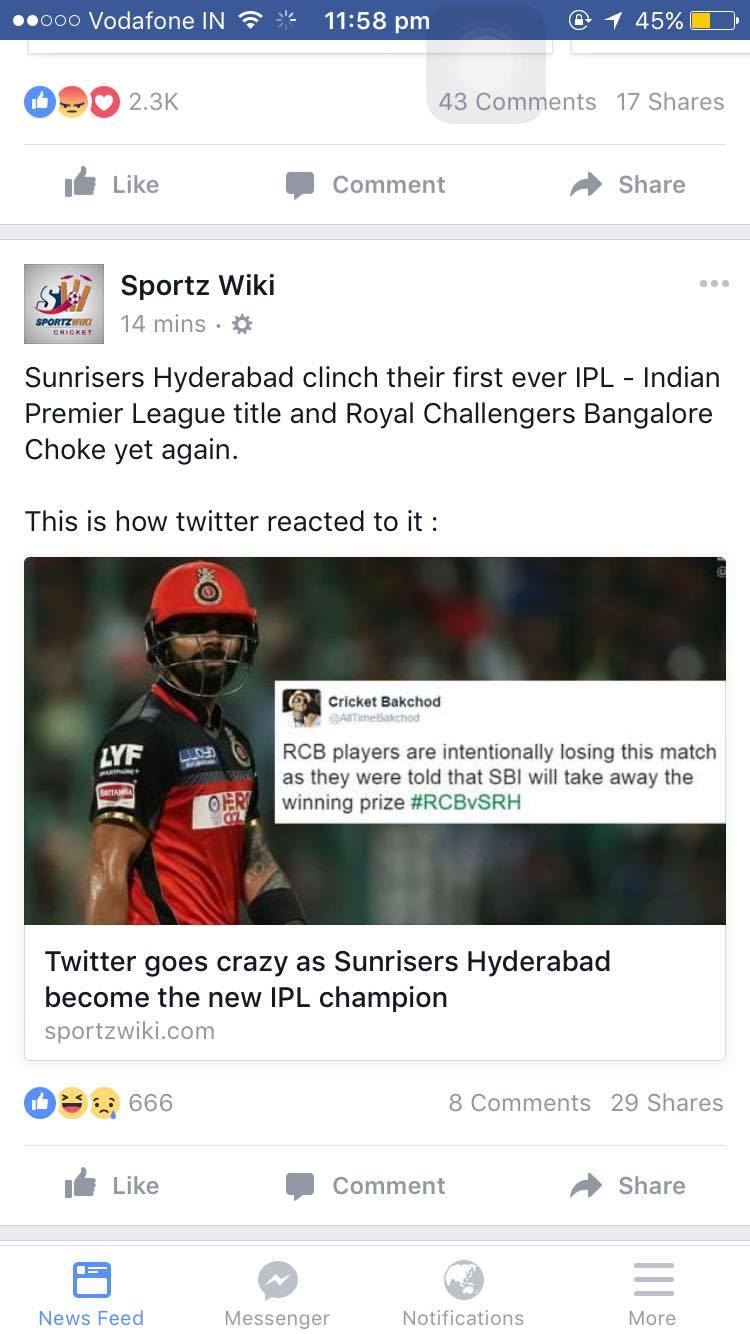 Vodafone IN 11:58 pm 45%
2.3K 43 Comments 17 Shares
Like Comment Share
Sportz Wiki
14 mins ·
SPORTZWIKI
CRICKET
Sunrisers Hyderabad clinch their first ever IPL - Indian
Premier League title and Royal Challengers Bangalore
Choke yet again.
This is how twitter reacted to it :
Cricket Bakchod
@AllTimeBakchod
RCB players are intentionally losing this match
as they were told that SBI will take away the
winning prize #RCBvSRH
LYF
SMARTPHONE+
BRITANNIA
HERO
Twitter goes crazy as Sunrisers Hyderabad
become the new IPL champion
sportzwiki.com
666 8 Comments 29 Shares
Like Comment Share
News Feed Messenger Notifications More